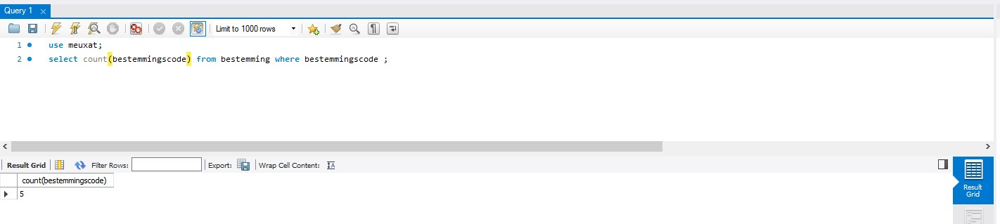 Query 1
Limit to 1000 rows
1 use meuxat;
2 select count(bestemmingscode) from bestemming where bestemmingscode ;
Result Grid Filter Rows: Export: Wrap Cell Content:
count(bestemmingscode)
5
Result
Grid